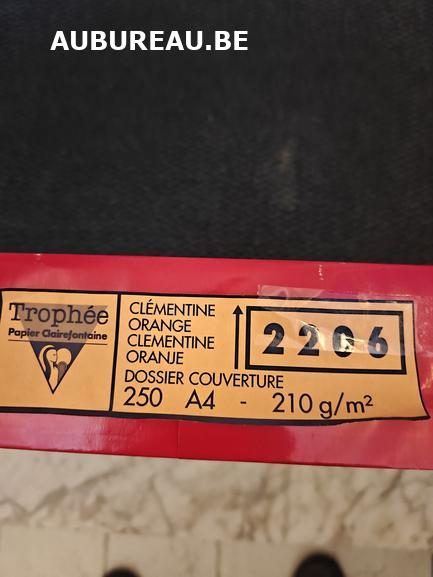 AUBUREAU.BE
Trophée
Papier Clairefontaine
CLÉMENTINE
ORANGE
CLEMENTINE
ORANJE
2206
DOSSIER COUVERTURE
250 A4 - 210 g/m²